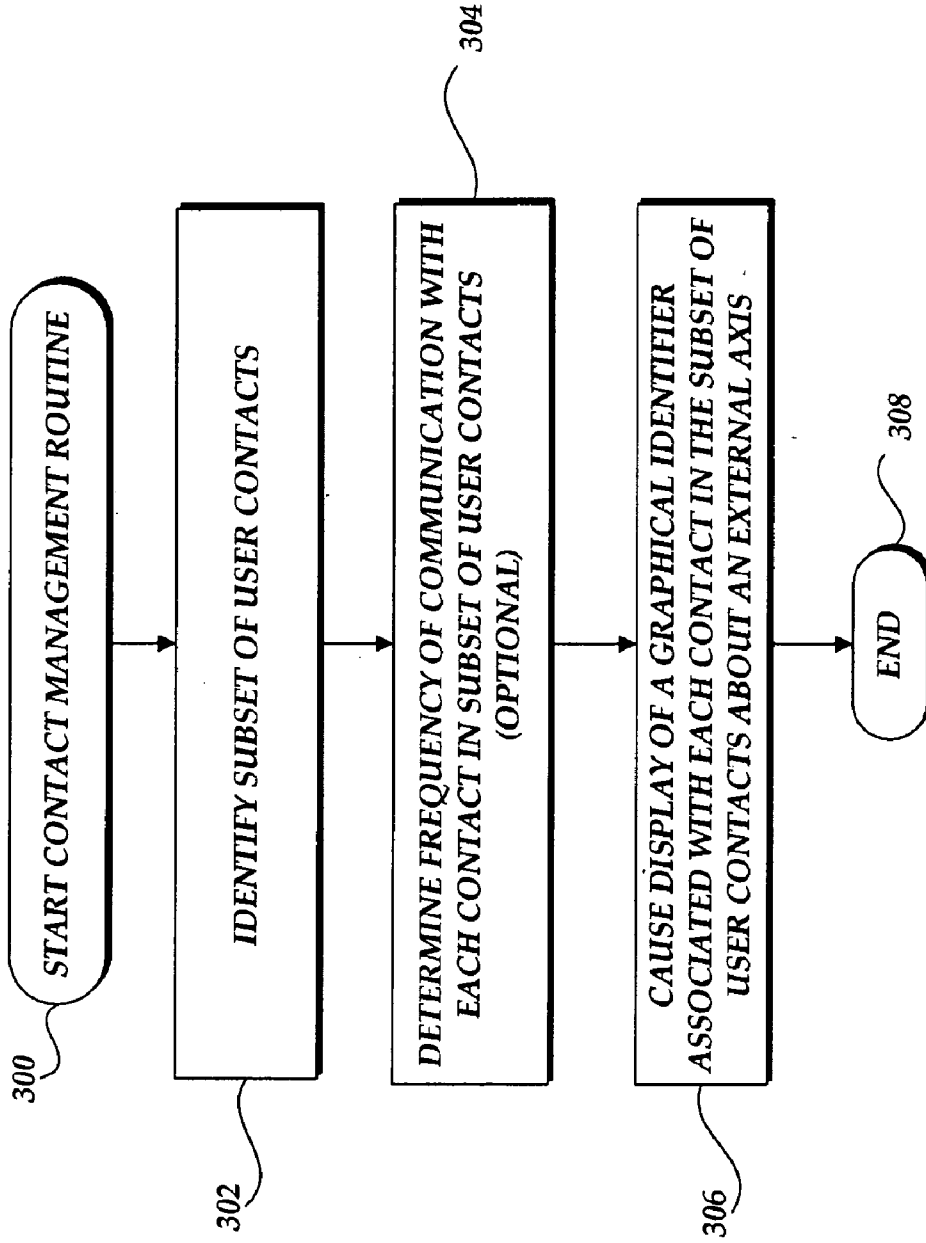 START CONTACT MANAGEMENT ROUTINE
300
IDENTIFY SUBSET OF USER CONTACTS
302
DETERMINE FREQUENCY OF COMMUNICATION WITH
EACH CONTACT IN SUBSET OF USER CONTACTS
(OPTIONAL)
304
CAUSE DISPLAY OF A GRAPHICAL IDENTIFIER
ASSOCIATED WITH EACH CONTACT IN THE SUBSET OF
USER CONTACTS ABOUT AN EXTERNAL AXIS
306
END
308